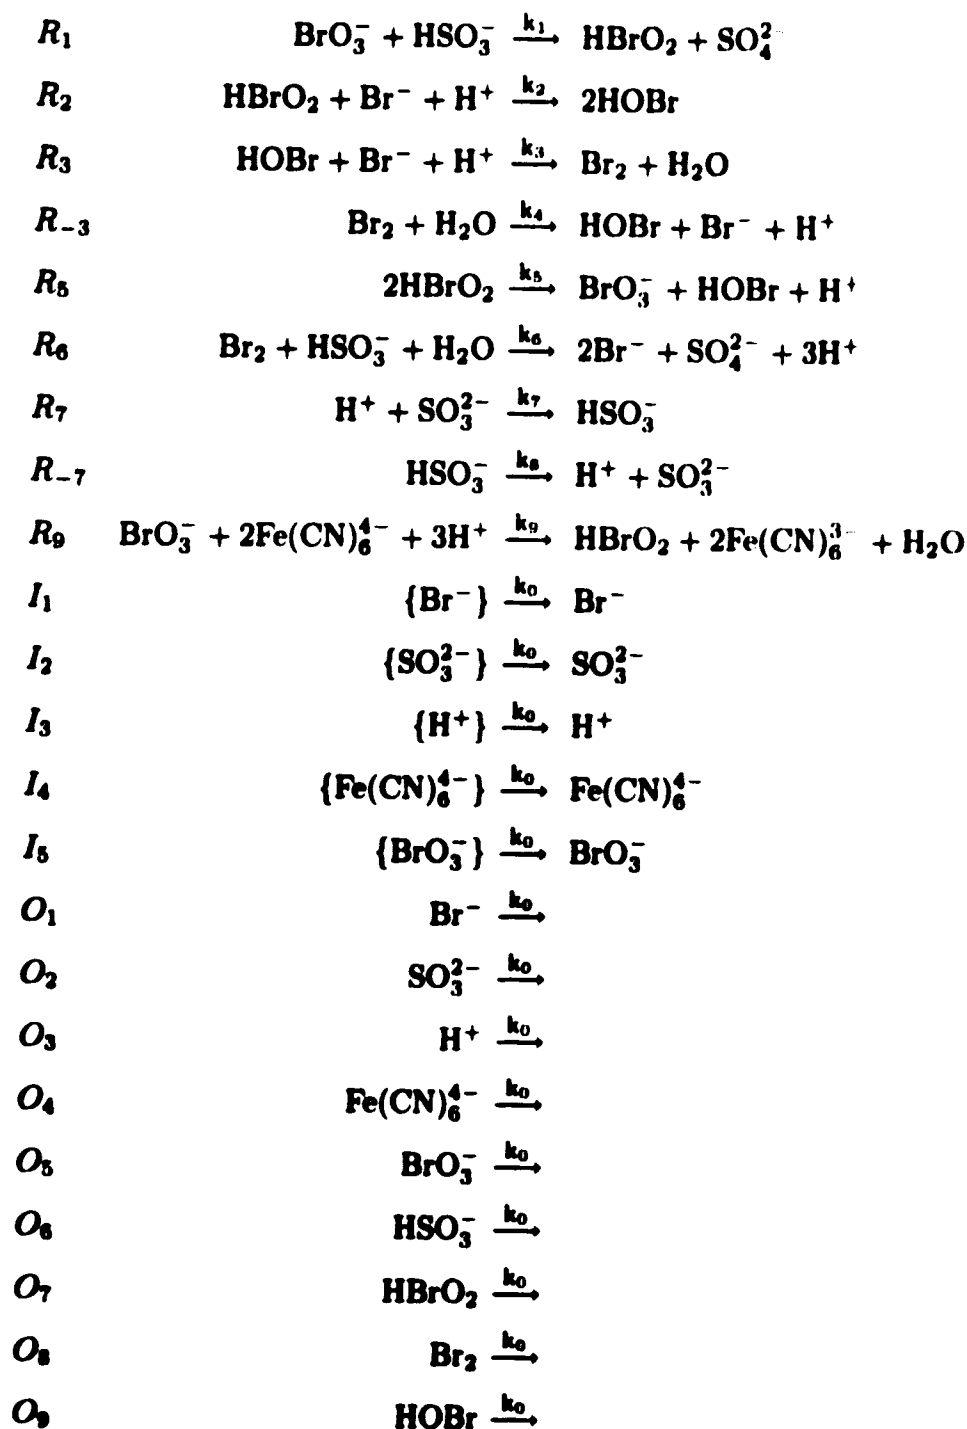 R₁ BrO₃⁻ + HSO₃⁻ —k₁→ HBrO₂ + SO₄²⁻
R₂ HBrO₂ + Br⁻ + H⁺ —k₂→ 2HOBr
R₃ HOBr + Br⁻ + H⁺ —k₃→ Br₂ + H₂O
R₋₃ Br₂ + H₂O —k₄→ HOBr + Br⁻ + H⁺
R₅ 2HBrO₂ —k₅→ BrO₃⁻ + HOBr + H⁺
R₆ Br₂ + HSO₃⁻ + H₂O —k₆→ 2Br⁻ + SO₄²⁻ + 3H⁺
R₇ H⁺ + SO₃²⁻ —k₇→ HSO₃⁻
R₋₇ HSO₃⁻ —k₈→ H⁺ + SO₃²⁻
R₉ BrO₃⁻ + 2Fe(CN)₆⁴⁻ + 3H⁺ —k₉→ HBrO₂ + 2Fe(CN)₆³⁻ + H₂O
I₁ {Br⁻} —k₀→ Br⁻
I₂ {SO₃²⁻} —k₀→ SO₃²⁻
I₃ {H⁺} —k₀→ H⁺
I₄ {Fe(CN)₆⁴⁻} —k₀→ Fe(CN)₆⁴⁻
I₅ {BrO₃⁻} —k₀→ BrO₃⁻
O₁ Br⁻ —k₀→
O₂ SO₃²⁻ —k₀→
O₃ H⁺ —k₀→
O₄ Fe(CN)₆⁴⁻ —k₀→
O₅ BrO₃⁻ —k₀→
O₆ HSO₃⁻ —k₀→
O₇ HBrO₂ —k₀→
O₈ Br₂ —k₀→
O₉ HOBr —k₀→